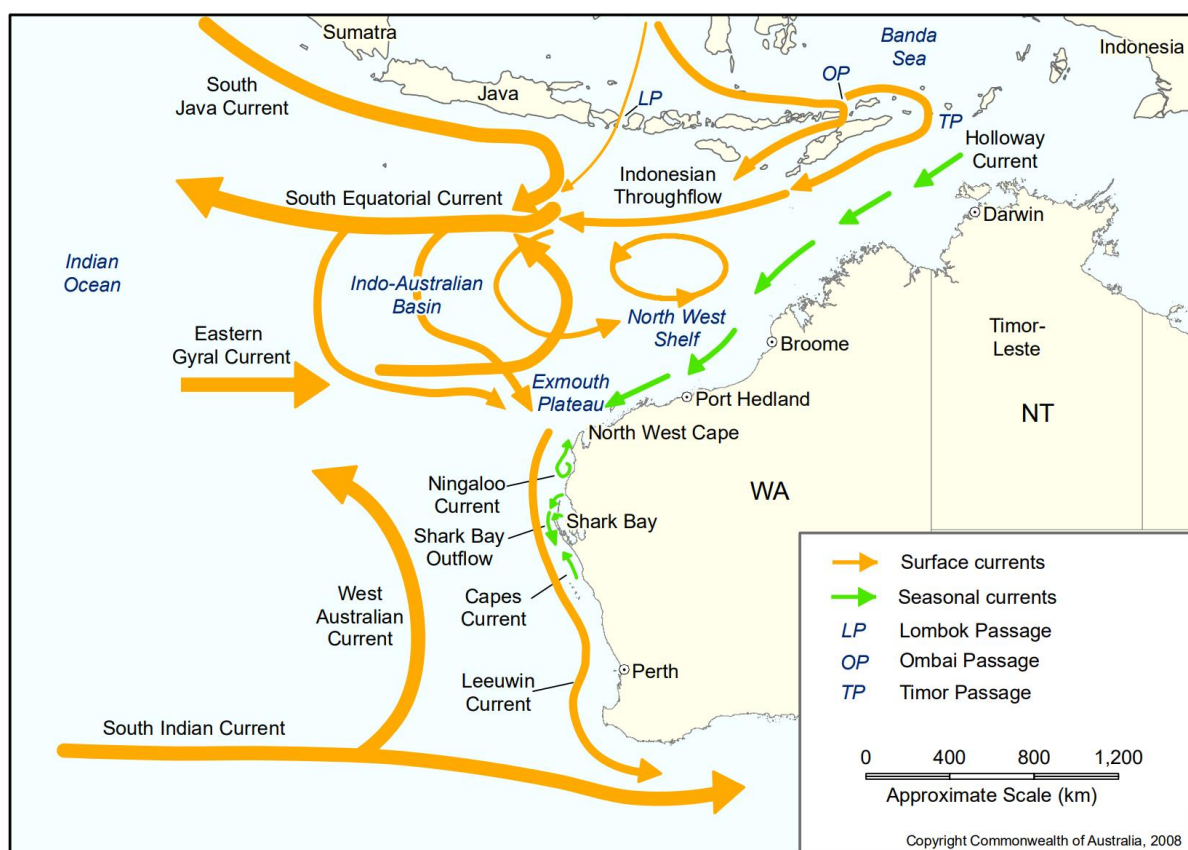 Sumatra
Banda
Sea
Indonesia
South
Java Current
Java
LP
OP
TP
Holloway
Current
Indonesian
Throughflow
South Equatorial Current
Darwin
Indian
Ocean
Indo-Australian
Basin
North West
Shelf
Timor-
Leste
Eastern
Gyral Current
Broome
Exmouth
Plateau
Port Hedland
NT
North West Cape
Ningaloo
Current
WA
Shark Bay
Shark Bay
Outflow
West
Australian
Current
Capes
Current
Perth
Leeuwin
Current
South Indian Current
Surface currents
Seasonal currents
LP Lombok Passage
OP Ombai Passage
TP Timor Passage
0 400 800 1,200
Approximate Scale (km)
Copyright Commonwealth of Australia, 2008